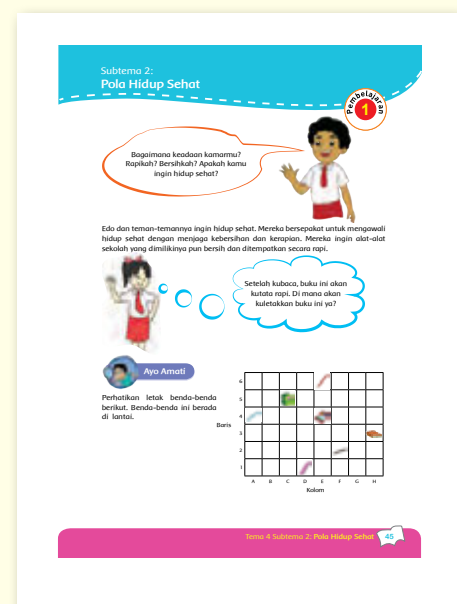 Subtema 2:
Pola Hidup Sehat
Pembelajaran
1
Bagaimana keadaan kamarmu?
Rapikah? Bersihkah? Apakah kamu
ingin hidup sehat?
Edo dan teman-temannya ingin hidup sehat. Mereka bersepakat untuk mengawali
hidup sehat dengan menjaga kebersihan dan kerapian. Mereka ingin alat-alat
sekolah yang dimilikinya pun bersih dan ditempatkan secara rapi.
Setelah kubaca, buku ini akan
kutata rapi. Di mana akan
kuletakkan buku ini ya?
Ayo Amati
Perhatikan letak benda-benda
berikut. Benda-benda ini berada
di lantai.
Baris
6
5
4
3
2
1
A B C D E F G H
Kolom
Tema 4 Subtema 2: Pola Hidup Sehat 45